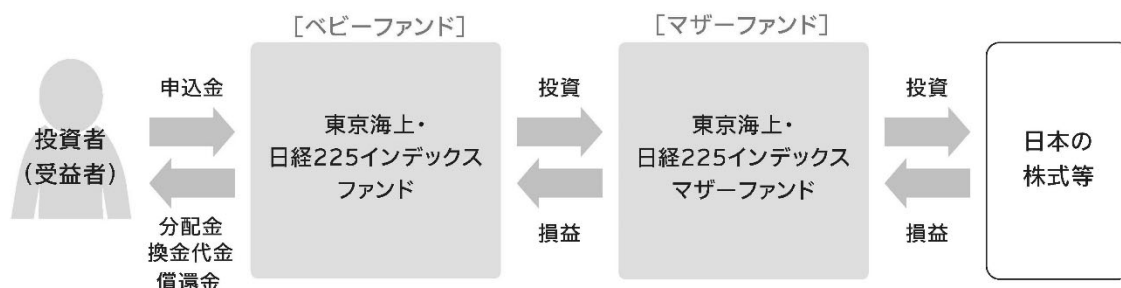 [ベビーファンド]
[マザーファンド]
投資者
（受益者）
申込金
分配金
換金代金
償還金
東京海上・
日経225インデックス
ファンド
投資
損益
東京海上・
日経225インデックス
マザーファンド
投資
損益
日本の
株式等